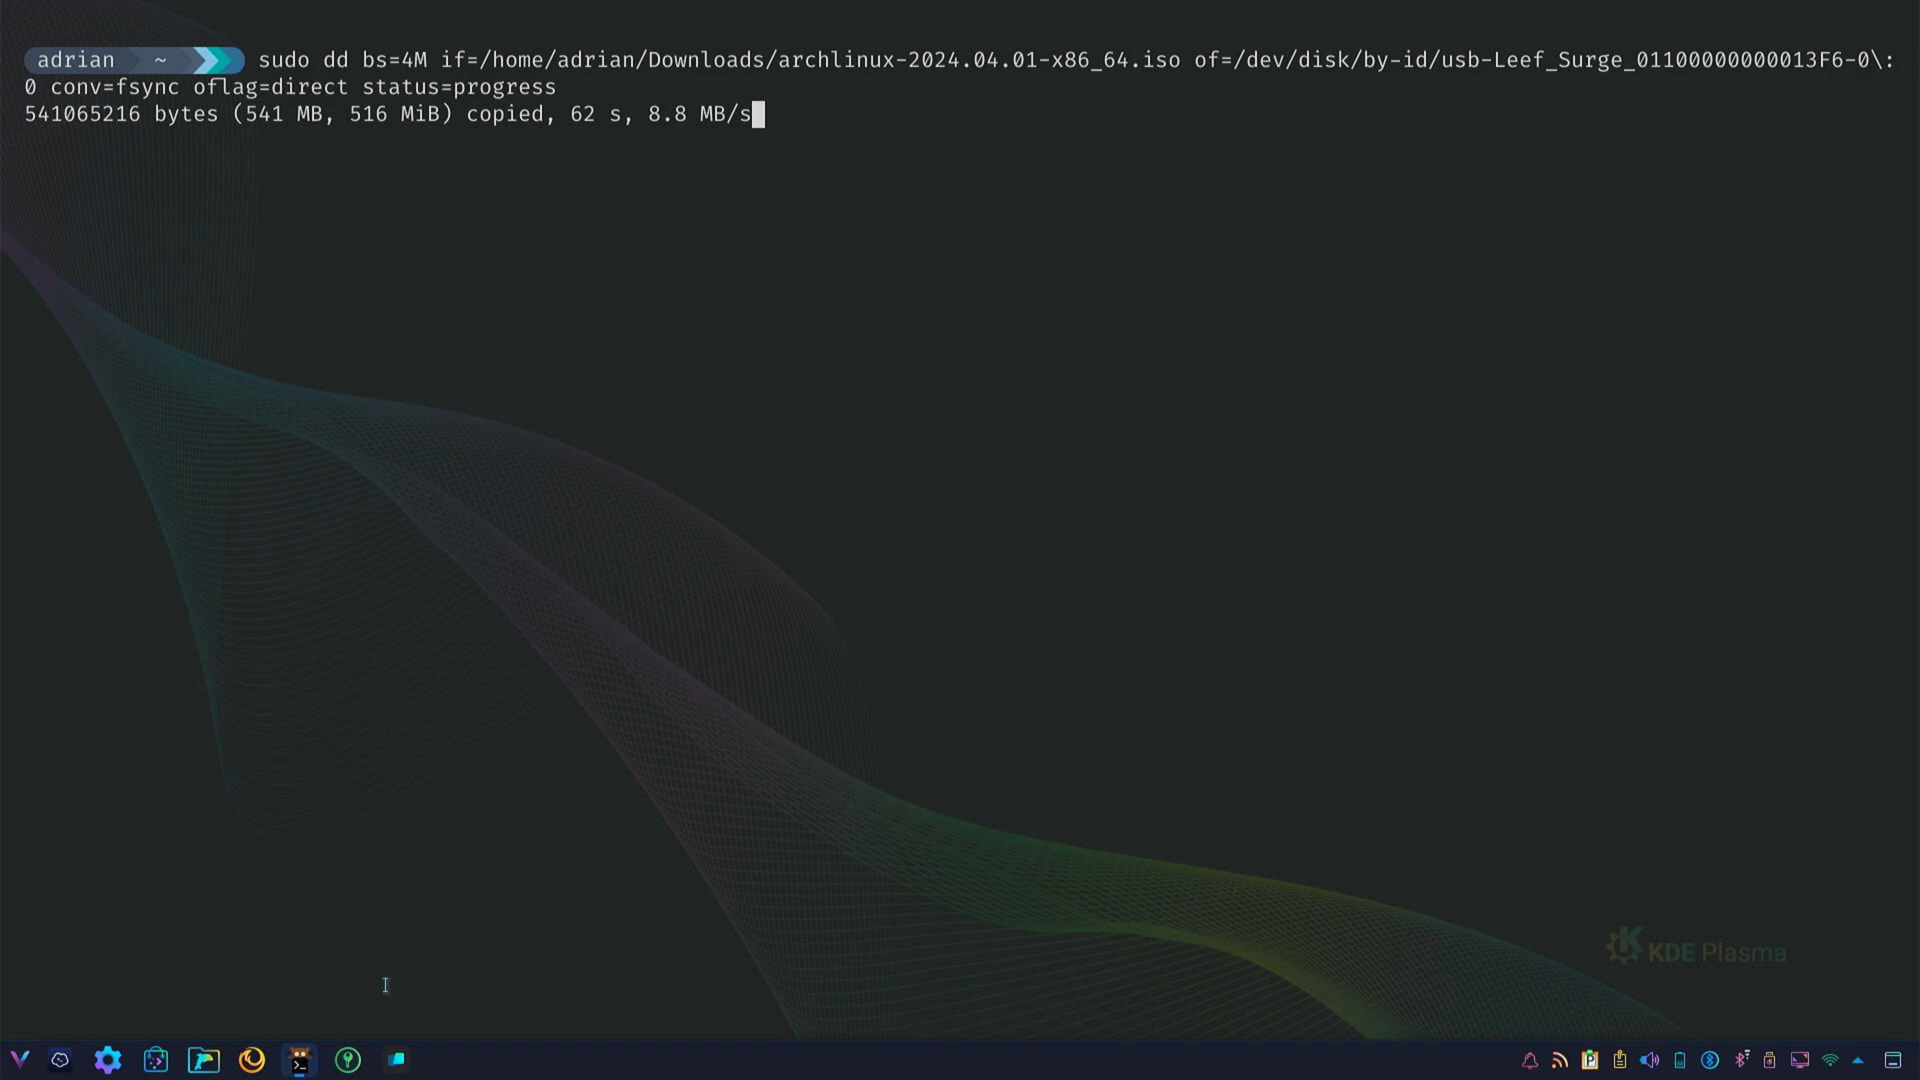 adrian ~ sudo dd bs=4M if=/home/adrian/Downloads/archlinux-2024.04.01-x86_64.iso of=/dev/disk/by-id/usb-Leef_Surge_01100000000013F6-0\:
0 conv=fsync oflag=direct status=progress
541065216 bytes (541 MB, 516 MiB) copied, 62 s, 8.8 MB/s
KDE Plasma